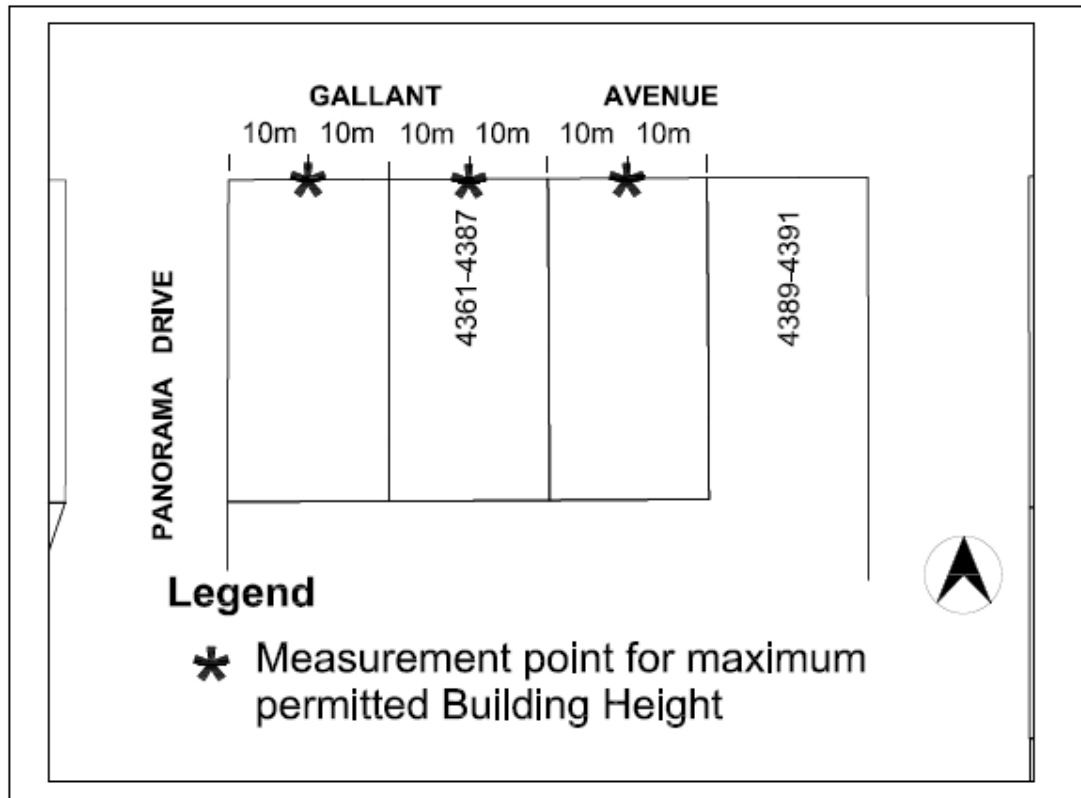 GALLANT AVENUE
10m 10m 10m 10m 10m 10m
4361-4387
4389-4391
PANORAMA DRIVE
Legend
Measurement point for maximum
permitted Building Height